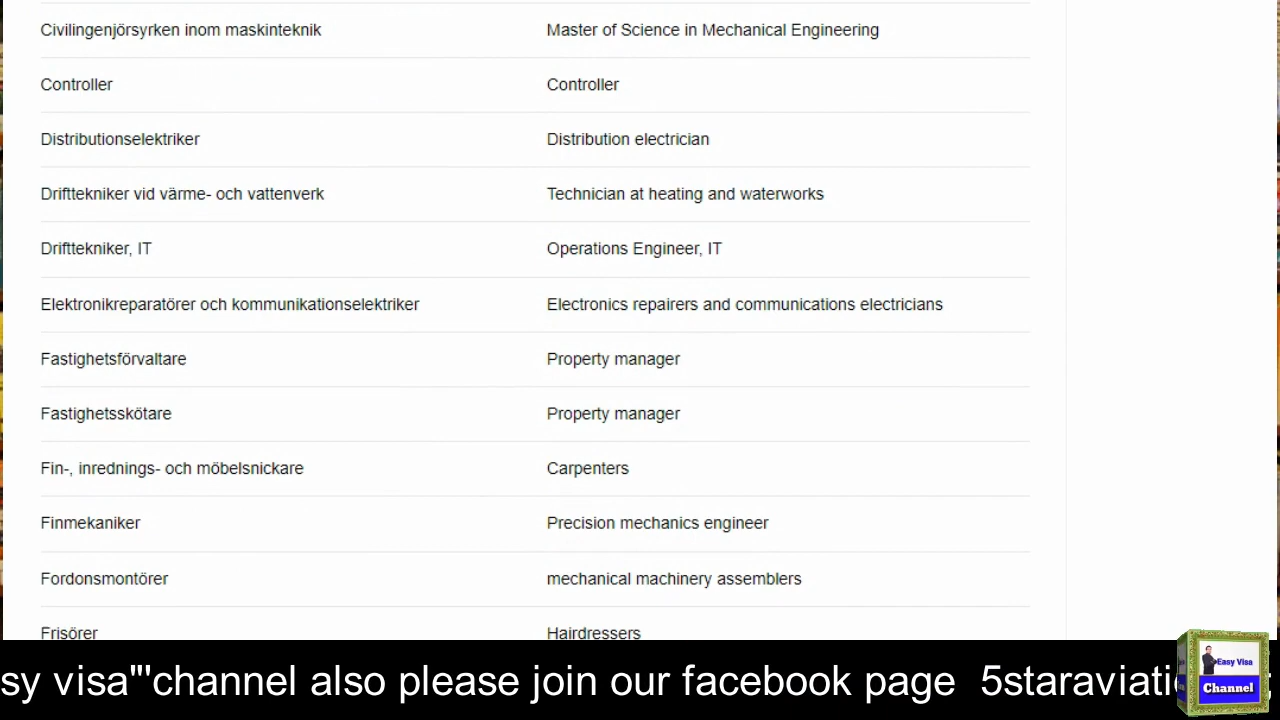 Civilingenjörsyrken inom maskinteknik Master of Science in Mechanical Engineering
Controller Controller
Distributionselektriker Distribution electrician
Drifttekniker vid värme- och vattenverk Technician at heating and waterworks
Drifttekniker, IT Operations Engineer, IT
Elektronikreparatörer och kommunikationselektriker Electronics repairers and communications electricians
Fastighetsförvaltare Property manager
Fastighetsskötare Property manager
Fin-, inrednings- och möbelsnickare Carpenters
Finmekaniker Precision mechanics engineer
Fordonsmontörer mechanical machinery assemblers
Frisörer Hairdressers
sy visa"'channel also please join our facebook page 5staraviati
Easy Visa
Channel